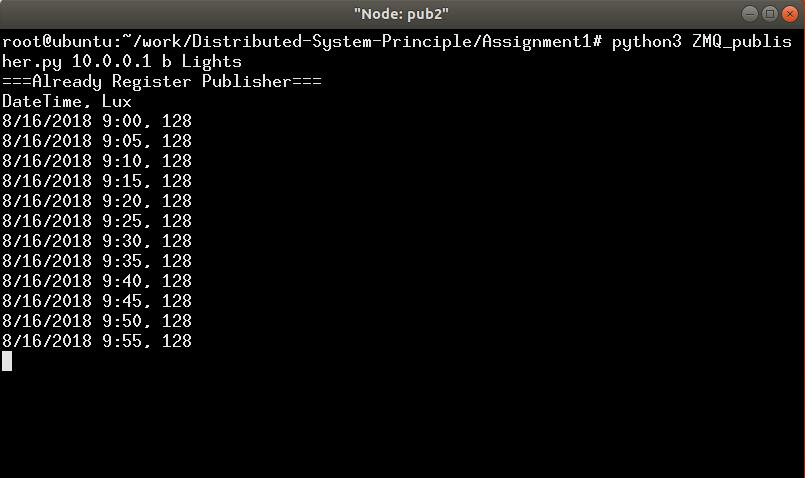 "Node: pub2"
root@ubuntu:~/work/Distributed-System-Principle/Assignment1# python3 ZMQ_publis
her.py 10.0.0.1 b Lights
===Already Register Publisher===
DateTime, Lux
8/16/2018 9:00, 128
8/16/2018 9:05, 128
8/16/2018 9:10, 128
8/16/2018 9:15, 128
8/16/2018 9:20, 128
8/16/2018 9:25, 128
8/16/2018 9:30, 128
8/16/2018 9:35, 128
8/16/2018 9:40, 128
8/16/2018 9:45, 128
8/16/2018 9:50, 128
8/16/2018 9:55, 128